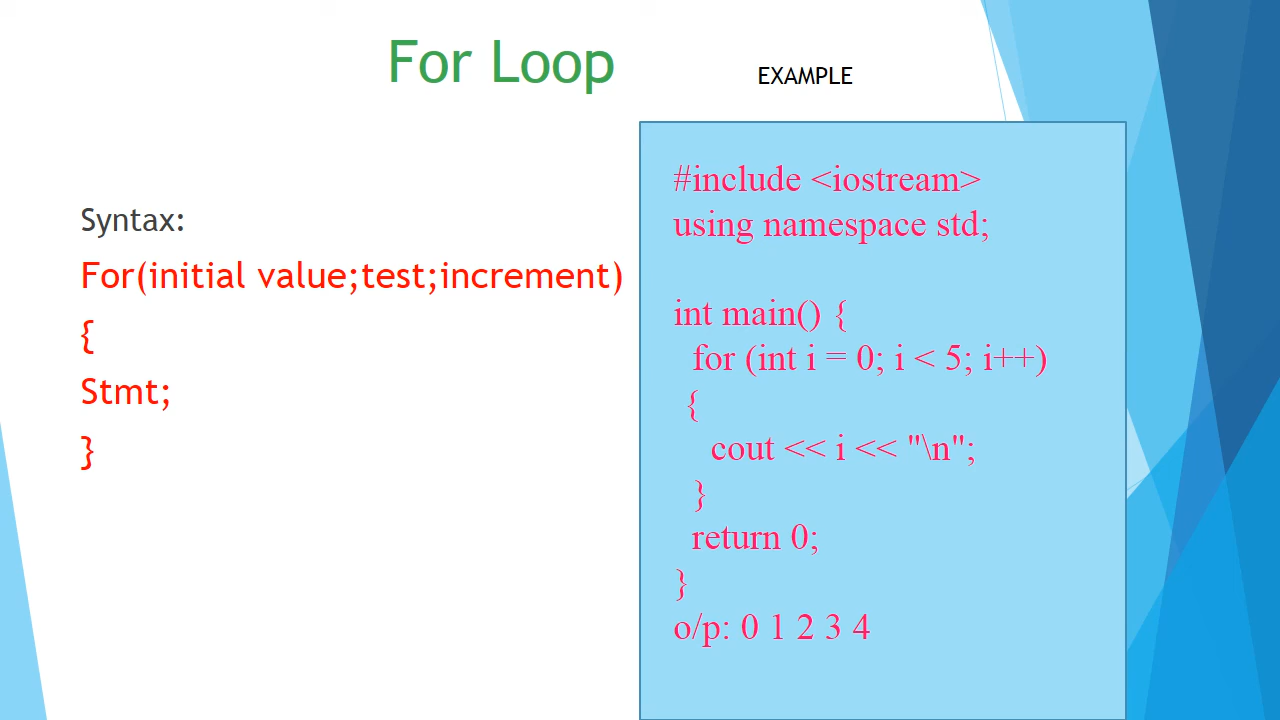 For Loop
EXAMPLE
Syntax:
For(initial value;test;increment)
{
Stmt;
}
#include <iostream>
using namespace std;
int main() {
for (int i = 0; i < 5; i++)
{
cout << i << "\n";
}
return 0;
}
o/p: 0 1 2 3 4